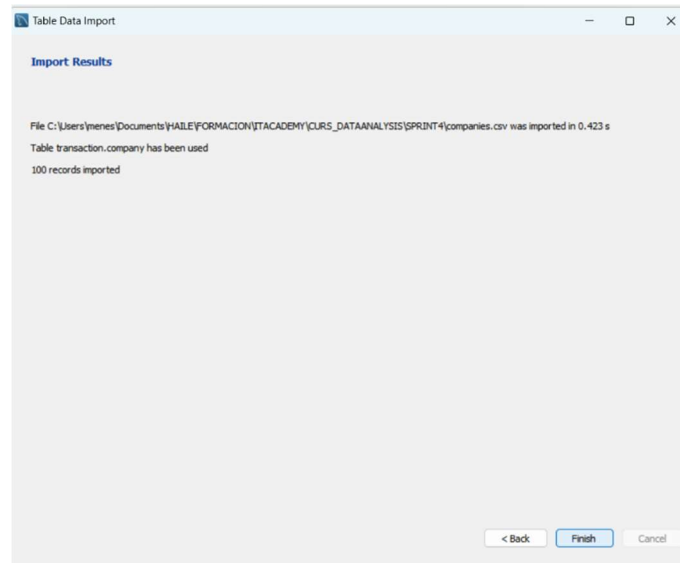 Table Data Import
Import Results
File C:\Users\menes\Documents\HAILE\FORMACION\ITACADEMY\CURS_DATAANALYSIS\SPRINT4\companies.csv was imported in 0.423 s
Table transaction.company has been used
100 records imported
< Back Finish Cancel